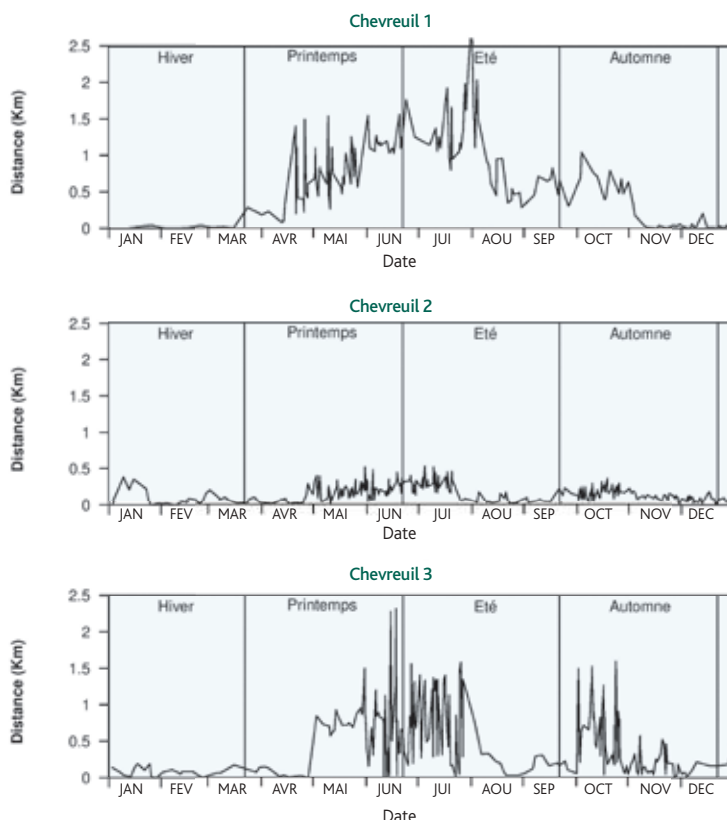 Chevreuil 1
Distance (Km)
2.5
2
1.5
1
0.5
0
Hiver Printemps Eté Automne
JAN FEV MAR AVR MAI JUN JUI AOU SEP OCT NOV DEC
Date
Chevreuil 2
Distance (Km)
2.5
2
1.5
1
0.5
0
Hiver Printemps Eté Automne
JAN FEV MAR AVR MAI JUN JUI AOU SEP OCT NOV DEC
Date
Chevreuil 3
Distance (Km)
2.5
2
1.5
1
0.5
0
Hiver Printemps Eté Automne
JAN FEV MAR AVR MAI JUN JUI AOU SEP OCT NOV DEC
Date